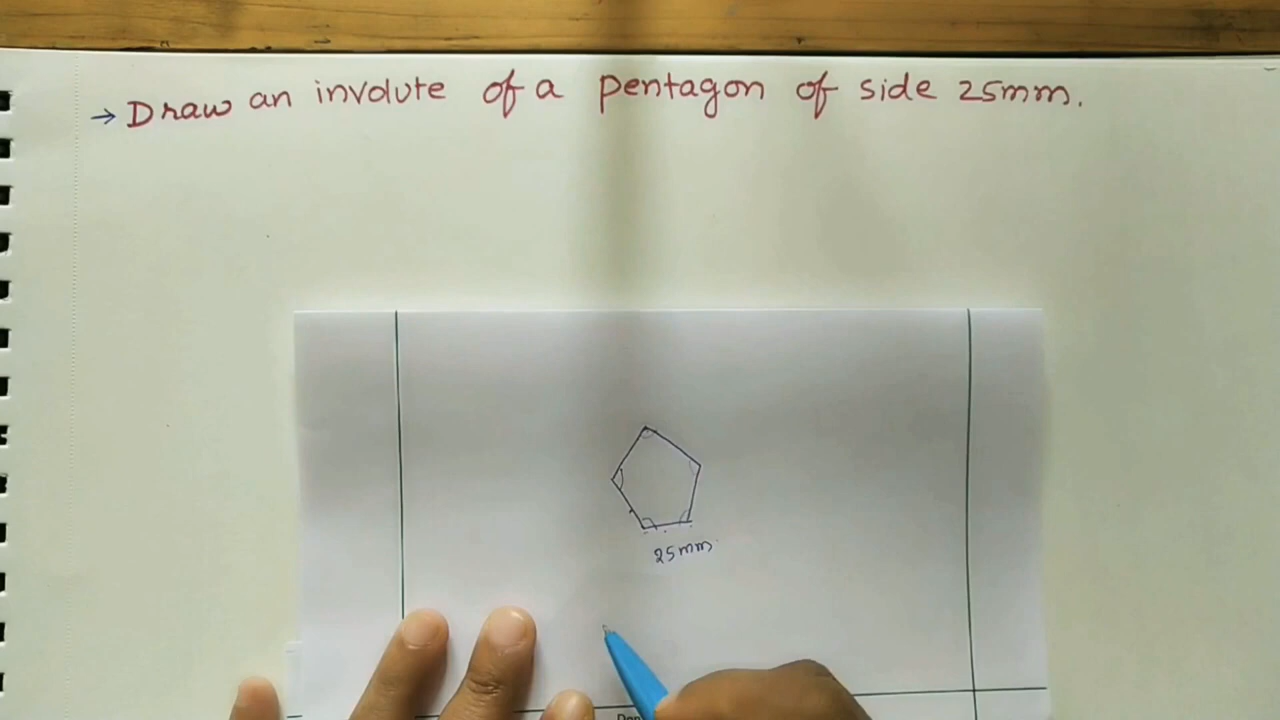 → Draw an involute of a pentagon of side 25mm.
25mm